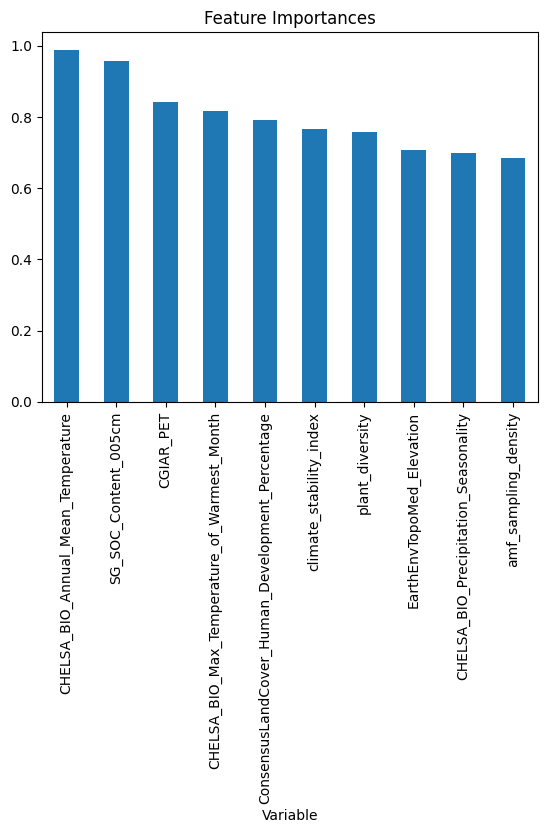 Feature Importances
1.0
0.8
0.6
0.4
0.2
0.0
CHELSA_BIO_Annual_Mean_Temperature
SG_SOC_Content_005cm
CGIAR_PET
CHELSA_BIO_Max_Temperature_of_Warmest_Month
ConsensusLandCover_Human_Development_Percentage
climate_stability_index
plant_diversity
EarthEnvTopoMed_Elevation
CHELSA_BIO_Precipitation_Seasonality
amf_sampling_density
Variable